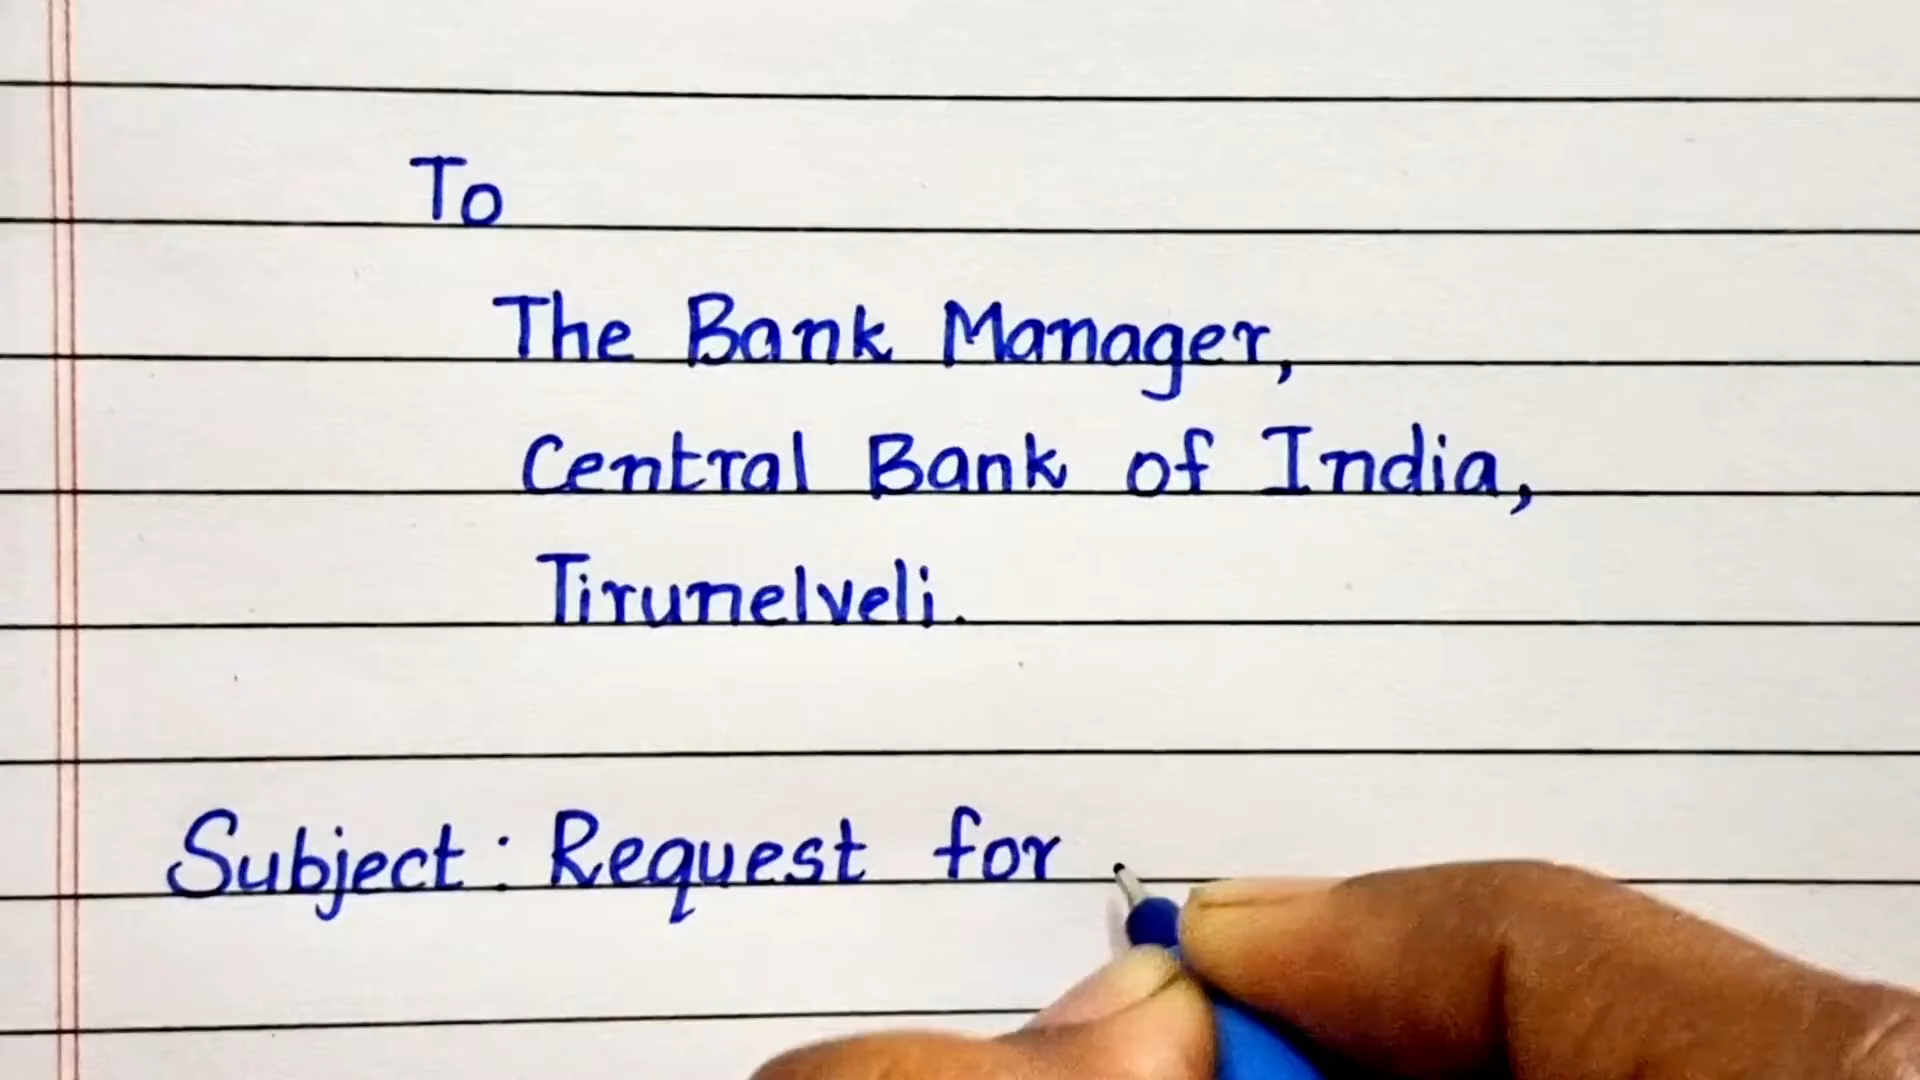 To
The Bank Manager,
Central Bank of India,
Tirunelveli.
Subject: Request for